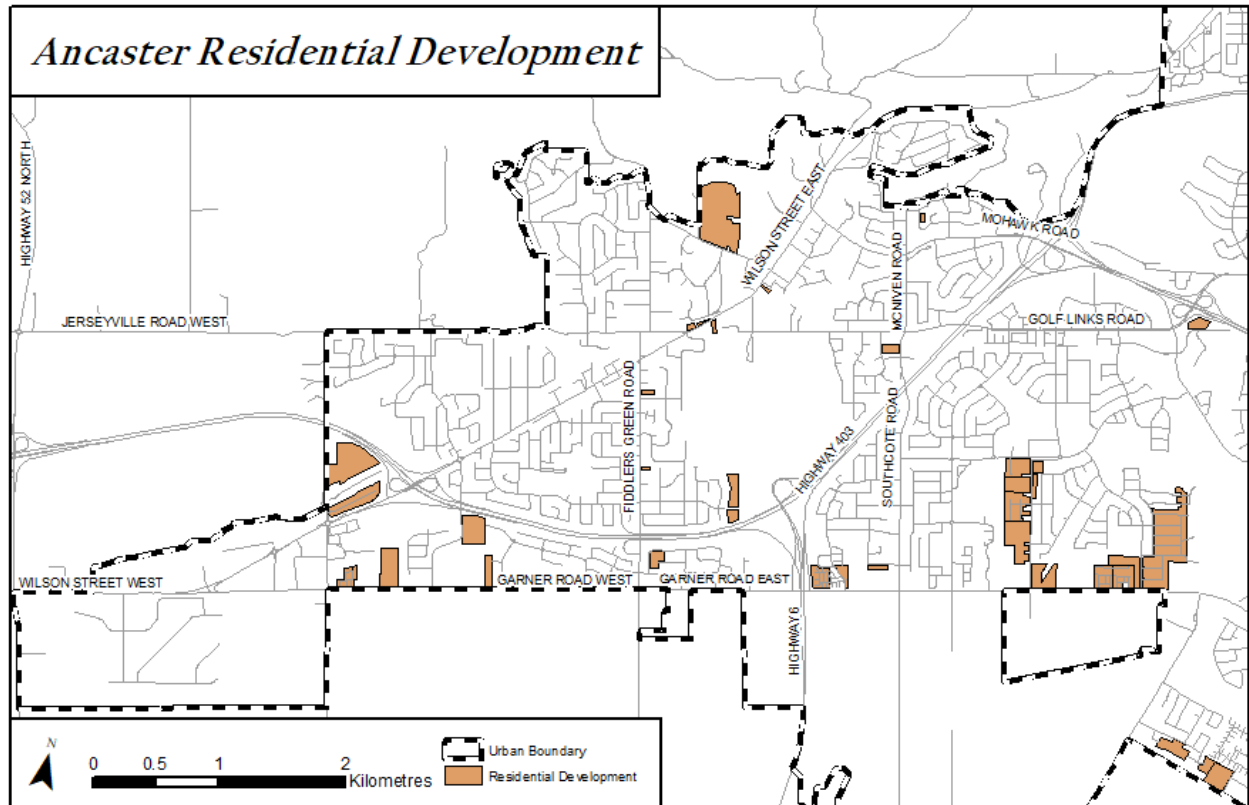 Ancaster Residential Development
HIGHWAY 52 NORTH
WILSON STREET EAST
MOHAWK ROAD
MCNIVEN ROAD
JERSEYVILLE ROAD WEST
GOLF LINKS ROAD
FIDDLERS GREEN ROAD
HIGHWAY 403
SOUTHCOTE ROAD
WILSON STREET WEST
GARNER ROAD WEST
GARNER ROAD EAST
HIGHWAY 6
N
0 0.5 1 2
Kilometres
Urban Boundary
Residential Development